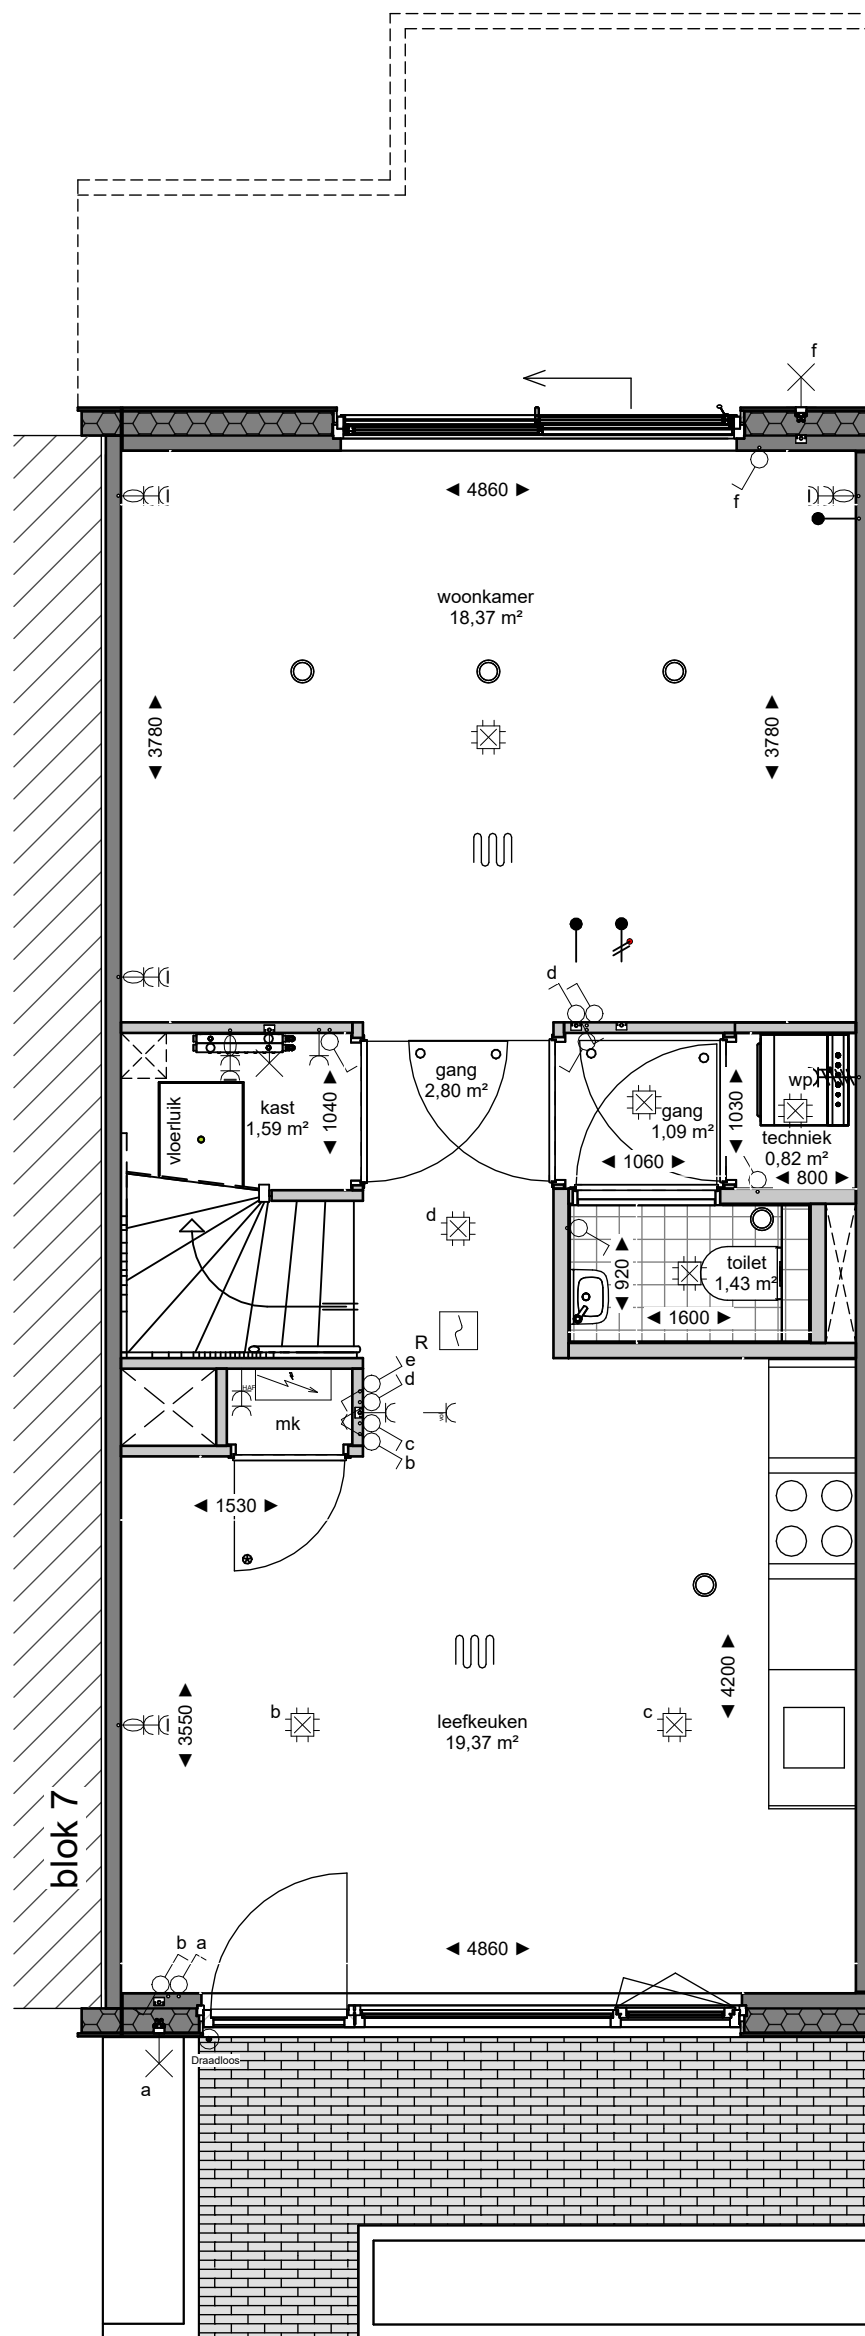 f
f
◄ 4860 ►
woonkamer
18,37 m²
◄ 3780 ►
◄ 3780 ►
d
gang
2,80 m²
wp
vloerluik
kast
1,59 m²
◄ 1040 ►
gang
1,09 m²
◄ 1030 ►
techniek
0,82 m²
◄ 1060 ►
◄ 800 ►
d
◄ 920 ►
toilet
1,43 m²
◄ 1600 ►
R
e
d
mk
c
b
◄ 1530 ►
◄ 4200 ►
◄ 3550 ►
b
leefkeuken
19,37 m²
c
blok 7
b a
◄ 4860 ►
Draadloos
a